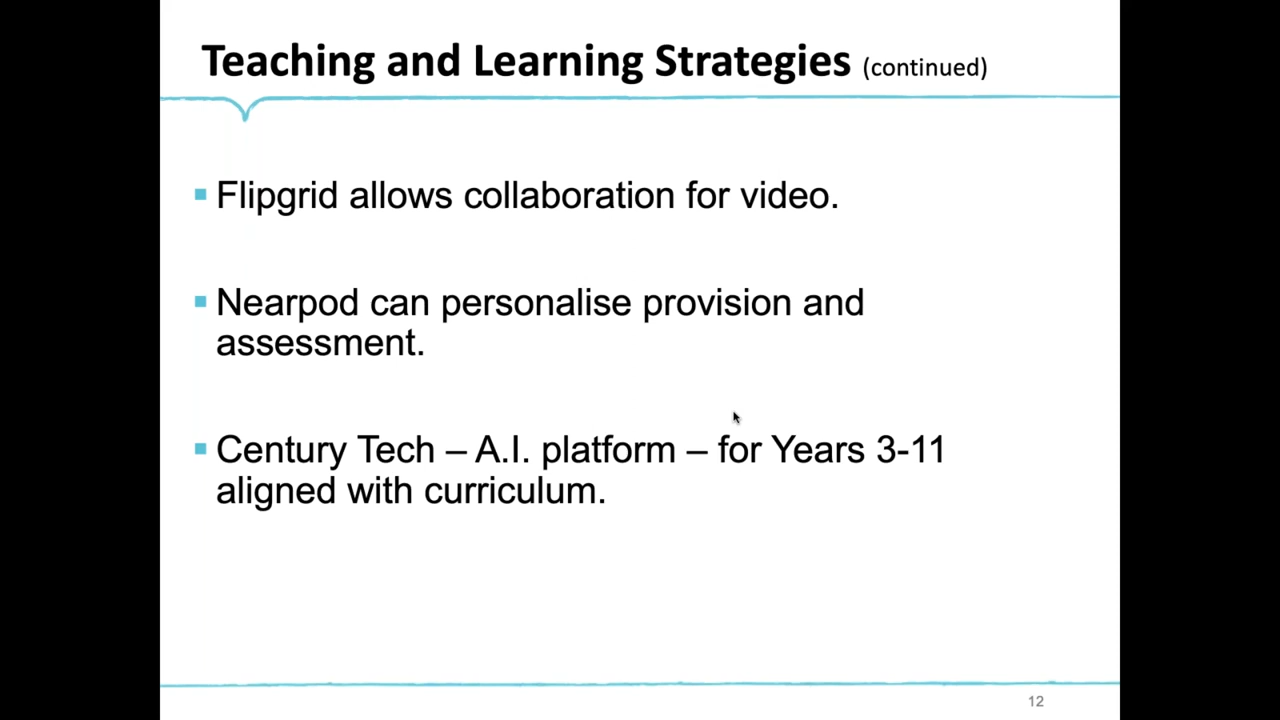 Teaching and Learning Strategies (continued)
Flipgrid allows collaboration for video.
Nearpod can personalise provision and
assessment.
Century Tech – A.I. platform – for Years 3-11
aligned with curriculum.
12